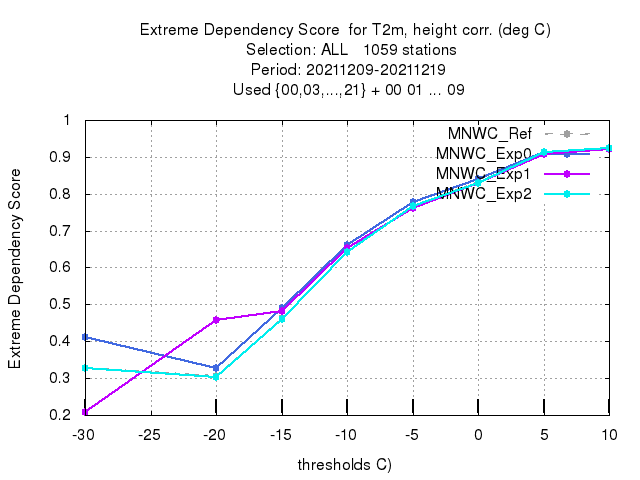 Extreme Dependency Score  for T2m, height corr. (deg C)
Selection: ALL   1059 stations
Period: 20211209-20211219
Used {00,03,...,21} + 00 01 ... 09
MNWC_Ref
MNWC_Exp0
MNWC_Exp1
MNWC_Exp2
Extreme Dependency Score
1
0.9
0.8
0.7
0.6
0.5
0.4
0.3
0.2
-30 -25 -20 -15 -10 -5 0 5 10
thresholds C)